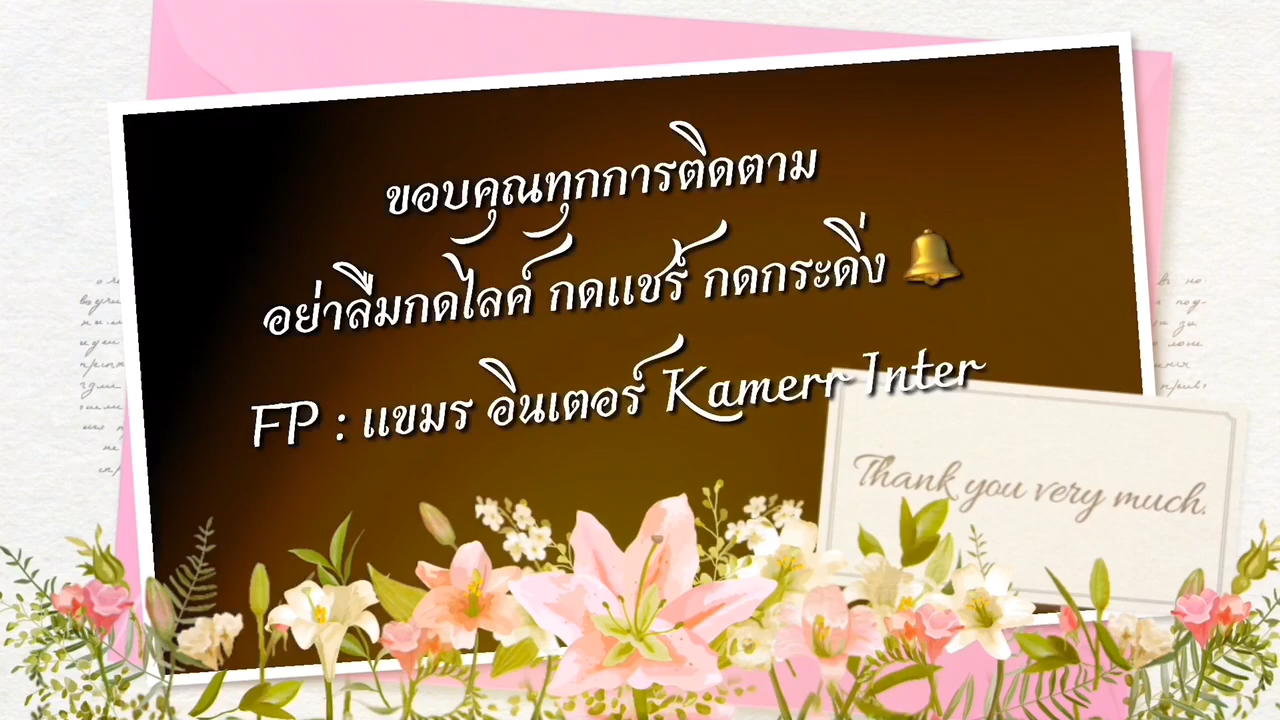 ขอบคุณทุกการติดตาม
อย่าลืมกดไลค์ กดแชร์ กดกระดิ่ง 🔔
FP : แขมร อินเตอร์ Kamerr Inter
Thank you very much.